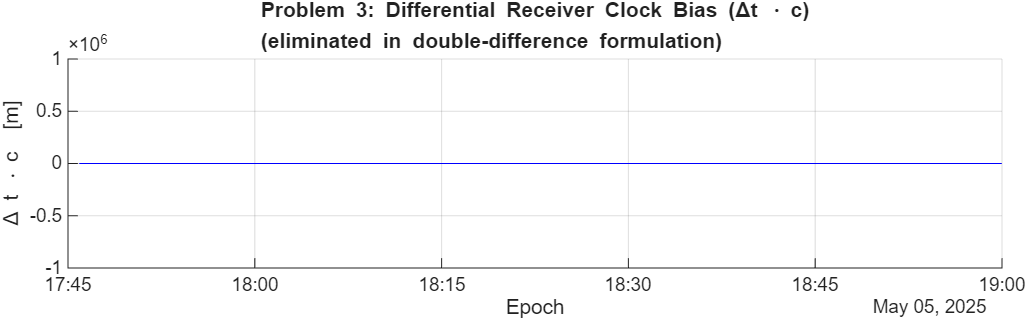 Problem 3: Differential Receiver Clock Bias (Δt · c)
(eliminated in double-difference formulation)
×10⁶
1
0.5
0
-0.5
-1
Δ t · c [m]
17:45 18:00 18:15 18:30 18:45 19:00
Epoch
May 05, 2025